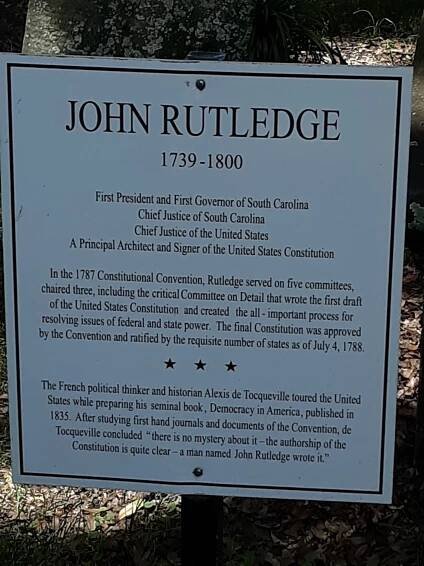 JOHN RUTLEDGE
1739-1800
First President and First Governor of South Carolina
Chief Justice of South Carolina
Chief Justice of the United States
A Principal Architect and Signer of the United States Constitution
In the 1787 Constitutional Convention, Rutledge served on five committees,
chaired three, including the critical Committee on Detail that wrote the first draft
of the United States Constitution and created the all - important process for
resolving issues of federal and state power. The final Constitution was approved
by the Convention and ratified by the requisite number of states as of July 4, 1788.
★ ★ ★
The French political thinker and historian Alexis de Tocqueville toured the United
States while preparing his seminal book, Democracy in America, published in
1835. After studying first hand journals and documents of the Convention, de
Tocqueville concluded "there is no mystery about it – the authorship of the
Constitution is quite clear – a man named John Rutledge wrote it."